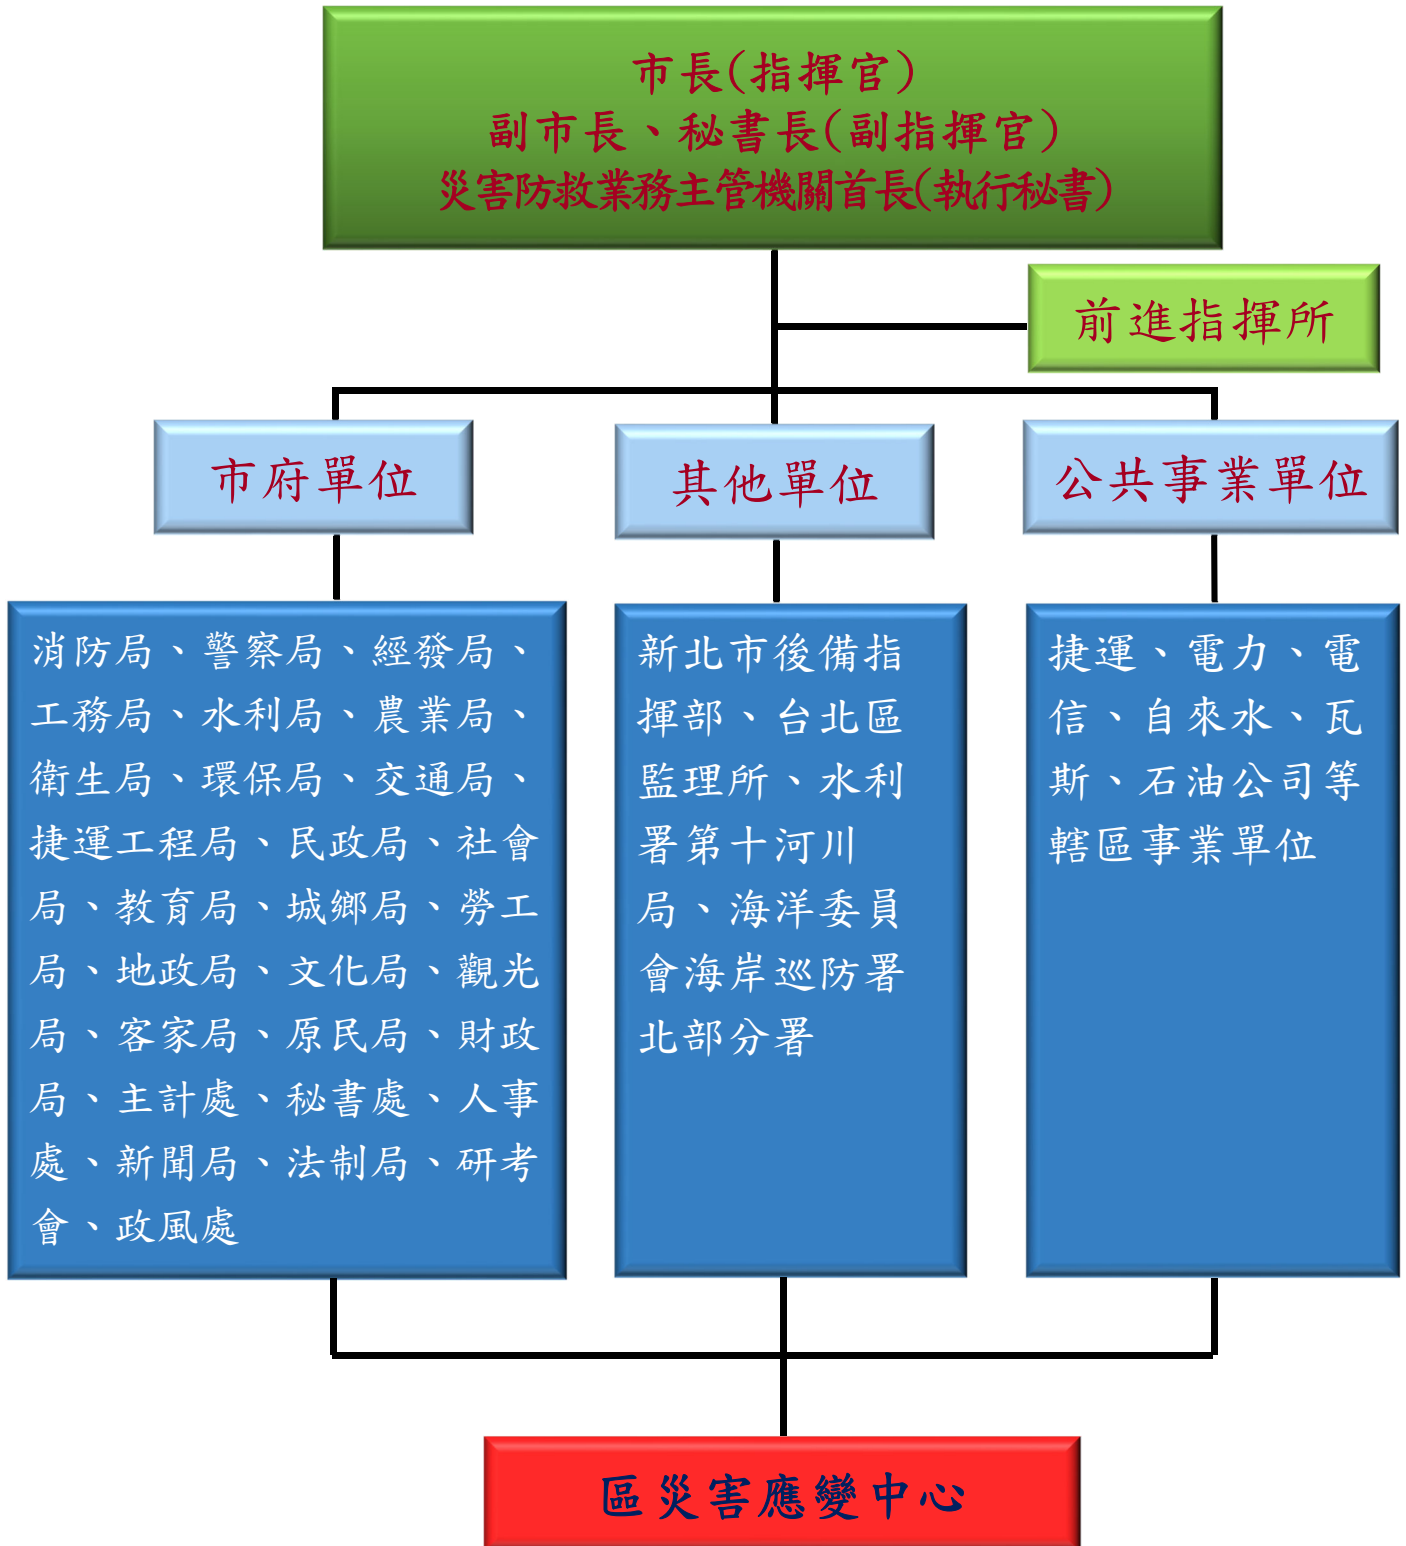 市長(指揮官)
副市長、秘書長(副指揮官)
災害防救業務主管機關首長(執行秘書)
前進指揮所
市府單位
其他單位
公共事業單位
消防局、警察局、經發局、
工務局、水利局、農業局、
衛生局、環保局、交通局、
捷運工程局、民政局、社會
局、教育局、城鄉局、勞工
局、地政局、文化局、觀光
局、客家局、原民局、財政
局、主計處、秘書處、人事
處、新聞局、法制局、研考
會、政風處
新北市後備指
揮部、台北區
監理所、水利
署第十河川
局、海洋委員
會海岸巡防署
北部分署
捷運、電力、電
信、自來水、瓦
斯、石油公司等
轄區事業單位
區災害應變中心